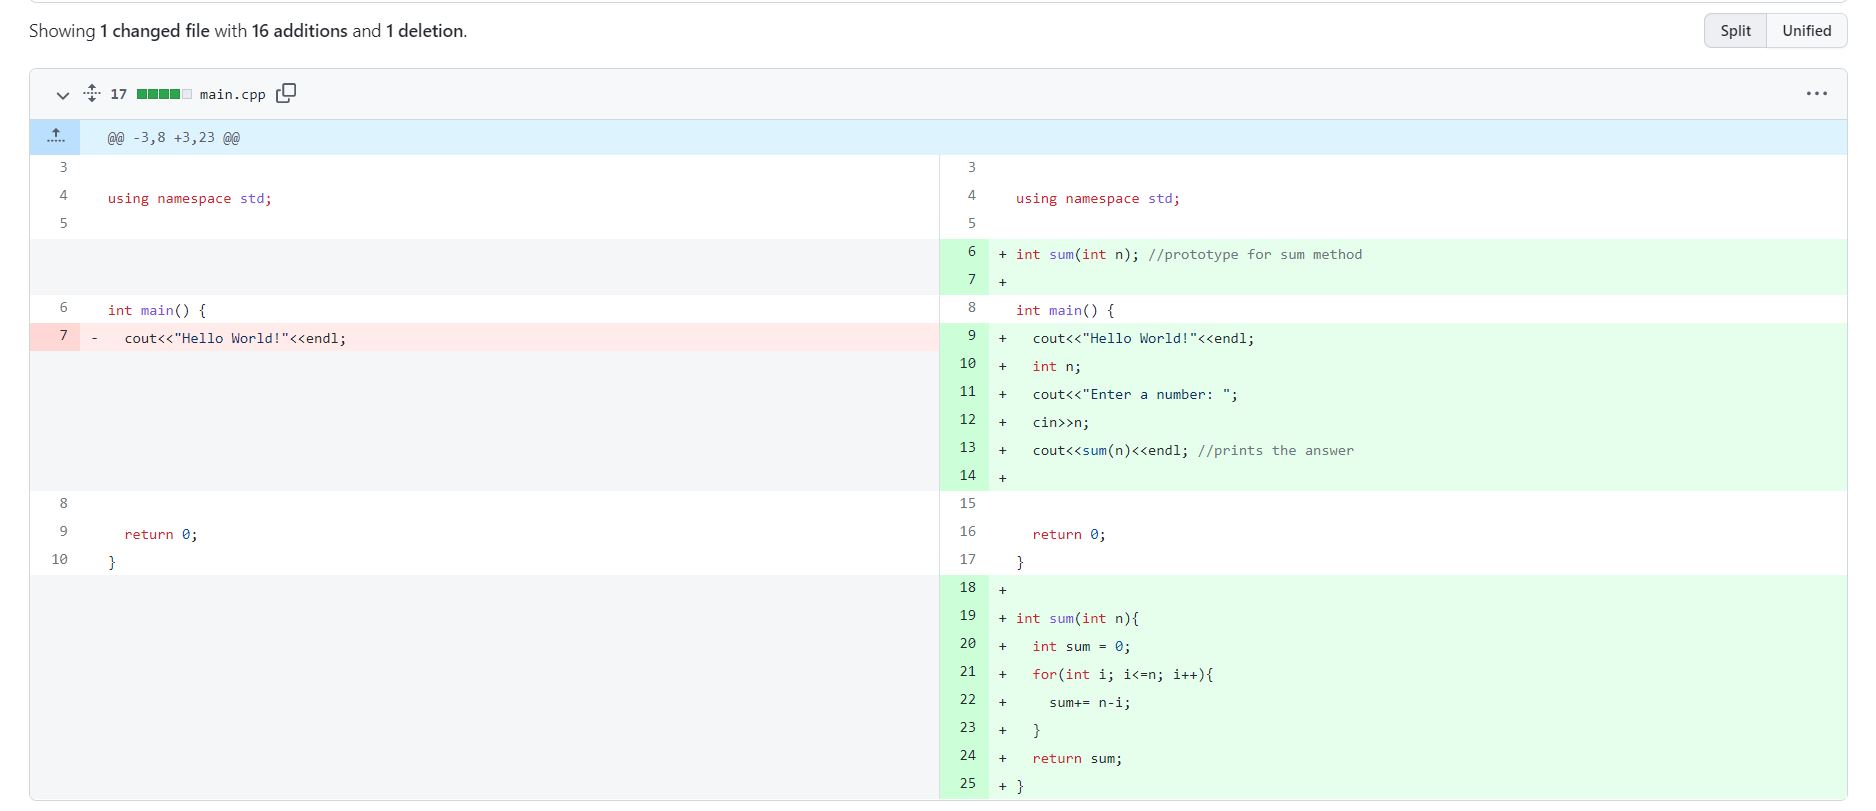 Showing 1 changed file with 16 additions and 1 deletion.
Split Unified
17 main.cpp
@@ -3,8 +3,23 @@
3 3
4 using namespace std; 4 using namespace std;
5 5
6 + int sum(int n); //prototype for sum method
7 +
6 int main() { 8 int main() {
7 - cout<<"Hello World!"<<endl; 9 + cout<<"Hello World!"<<endl;
10 + int n;
11 + cout<<"Enter a number: ";
12 + cin>>n;
13 + cout<<sum(n)<<endl; //prints the answer
14 +
8 15
9 return 0; 16 return 0;
10 } 17 }
18 +
19 + int sum(int n){
20 + int sum = 0;
21 + for(int i; i<=n; i++){
22 + sum+= n-i;
23 + }
24 + return sum;
25 + }